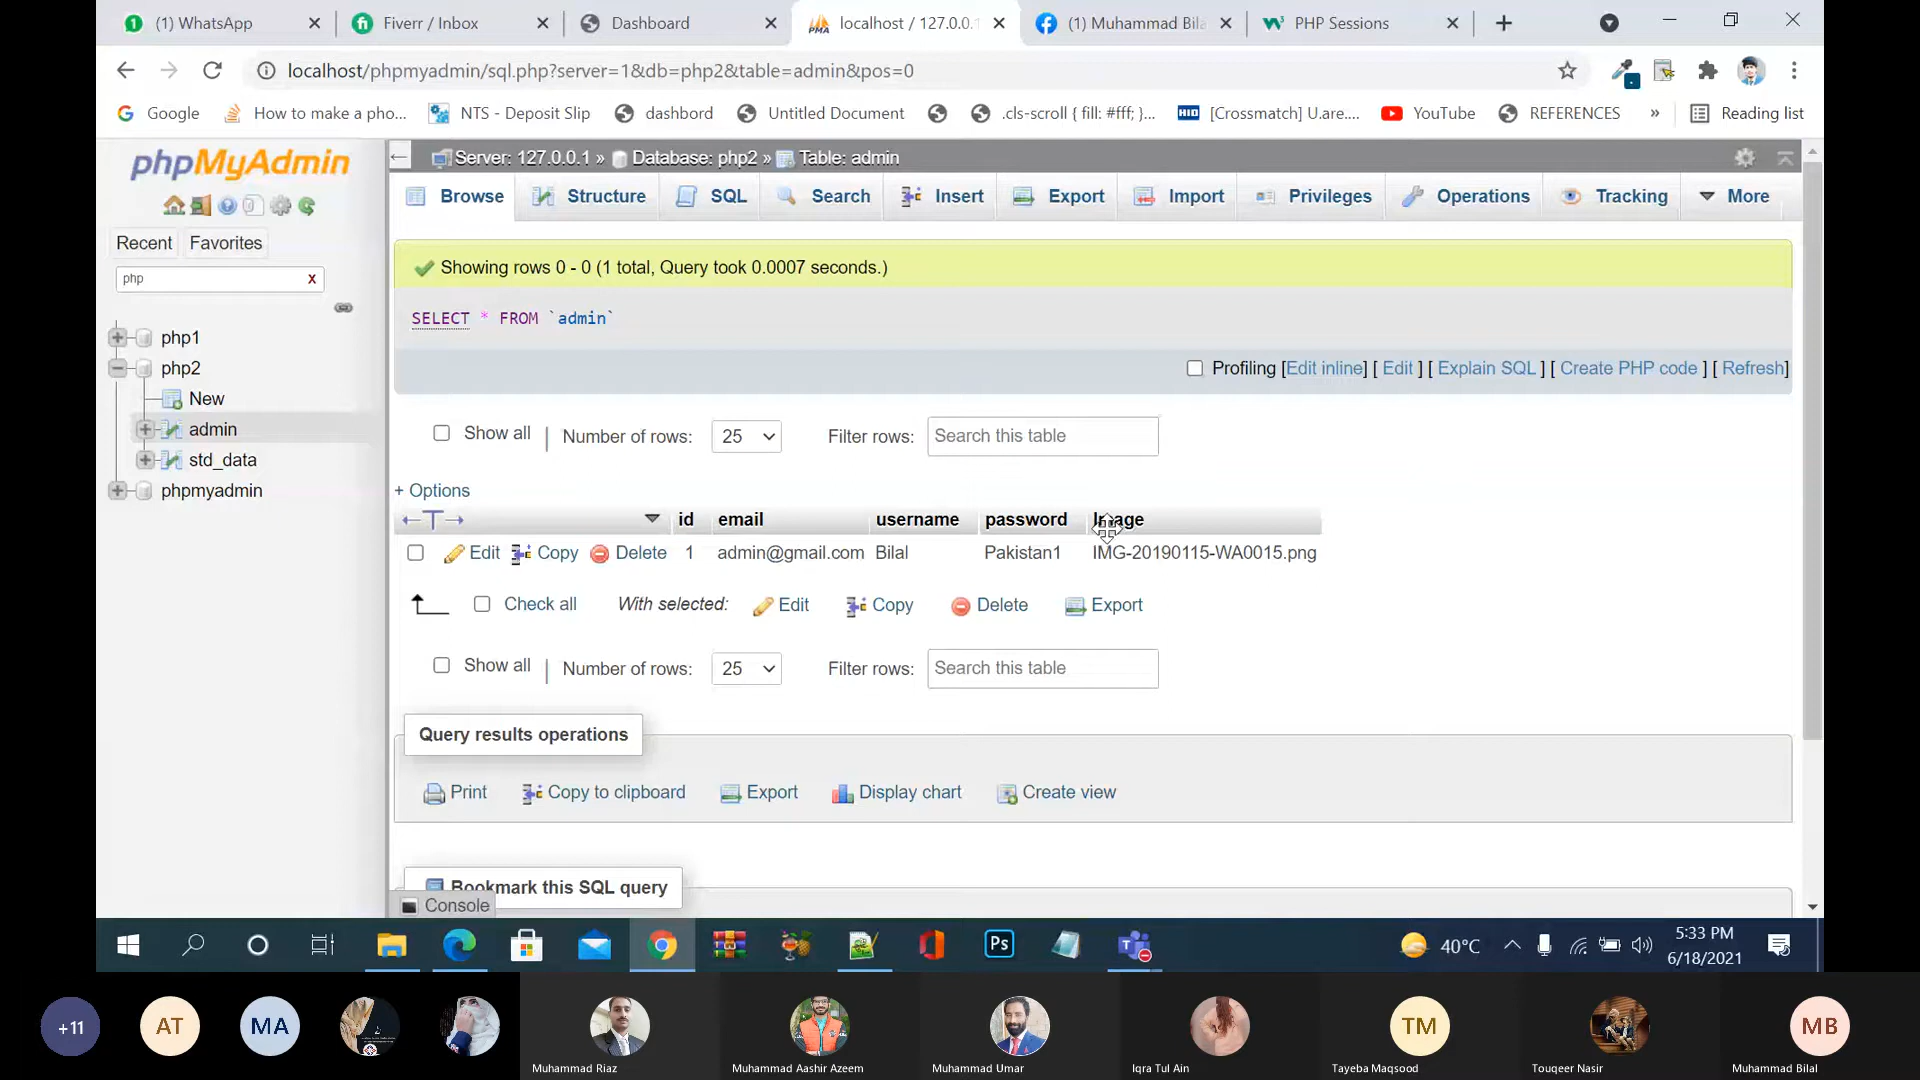 (1) WhatsApp
Fiverr / Inbox
Dashboard
localhost / 127.0.0.1
(1) Muhammad Bila
PHP Sessions
localhost/phpmyadmin/sql.php?server=1&db=php2&table=admin&pos=0
Google
How to make a pho...
NTS - Deposit Slip
dashbord
Untitled Document
.cls-scroll { fill: #fff; }...
HID
[Crossmatch] U.are....
YouTube
REFERENCES
»
Reading list
phpMyAdmin
Recent
Favorites
php
x
php1
php2
New
admin
std_data
phpmyadmin
Server: 127.0.0.1 » Database: php2 » Table: admin
Browse
Structure
SQL
Search
Insert
Export
Import
Privileges
Operations
Tracking
More
Showing rows 0 - 0 (1 total, Query took 0.0007 seconds.)
SELECT * FROM `admin`
Profiling [Edit inline] [ Edit ] [ Explain SQL ] [ Create PHP code ] [ Refresh]
Show all | Number of rows: 25 Filter rows: Search this table
+ Options
←T→ id email username password Image
Edit Copy Delete 1 admin@gmail.com Bilal Pakistan1 IMG-20190115-WA0015.png
Check all With selected: Edit Copy Delete Export
Show all | Number of rows: 25 Filter rows: Search this table
Query results operations
Print Copy to clipboard Export Display chart Create view
Bookmark this SQL query
Console
Ps
40°C
5:33 PM
6/18/2021
+11
AT
MA
TM
MB
Muhammad Riaz
Muhammad Aashir Azeem
Muhammad Umar
Iqra Tul Ain
Tayeba Maqsood
Touqeer Nasir
Muhammad Bilal